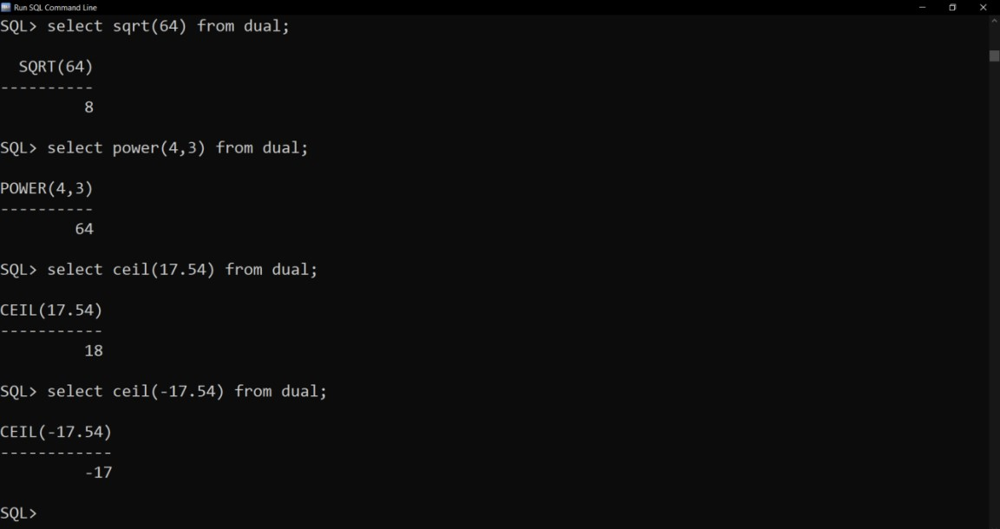 Run SQL Command Line
SQL> select sqrt(64) from dual;
SQRT(64)
----------
8
SQL> select power(4,3) from dual;
POWER(4,3)
----------
64
SQL> select ceil(17.54) from dual;
CEIL(17.54)
-----------
18
SQL> select ceil(-17.54) from dual;
CEIL(-17.54)
------------
-17
SQL>